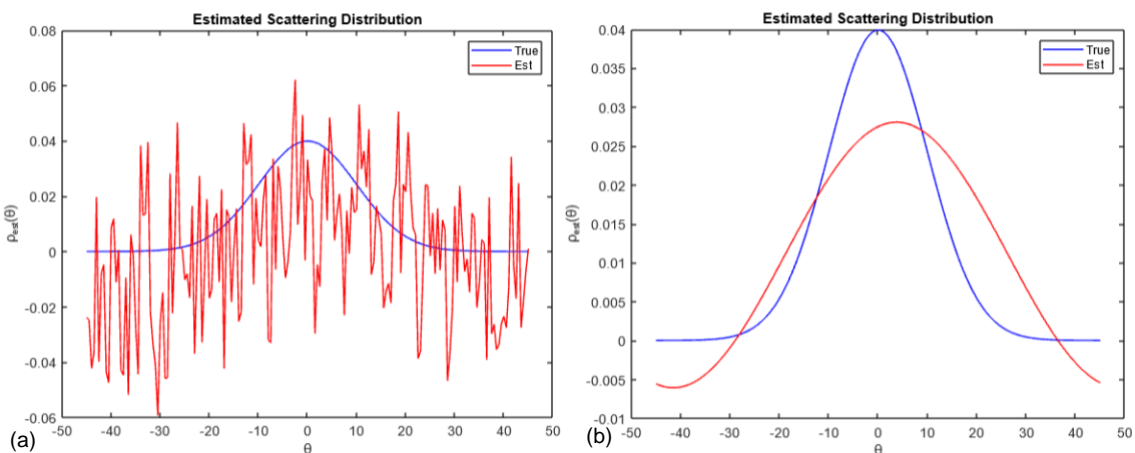 Estimated Scattering Distribution
True
Est
0.08
0.06
0.04
0.02
0
-0.02
-0.04
-0.06
ρest(θ)
-50 -40 -30 -20 -10 0 10 20 30 40 50
θ
(a)
Estimated Scattering Distribution
True
Est
0.04
0.035
0.03
0.025
0.02
0.015
0.01
0.005
0
-0.005
-0.01
ρest(θ)
-50 -40 -30 -20 -10 0 10 20 30 40 50
θ
(b)